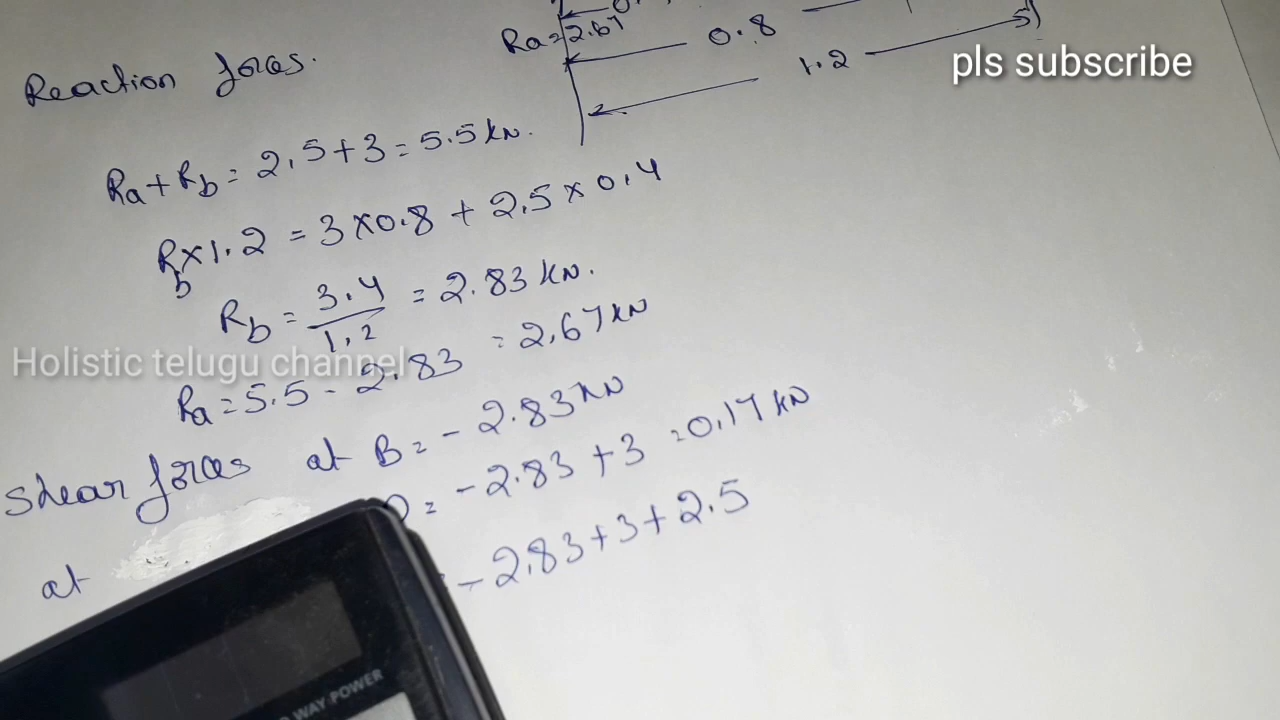 Ra=2.67
0.8
1.2
pls subscribe
Reaction forces.
Ra+Rb = 2.5+3 = 5.5 kN.
Rb×1.2 = 3×0.8 + 2.5×0.4
Rb = 3.4/1.2 = 2.83 kN.
Holistic telugu channel
Ra = 5.5 - 2.83 = 2.67 kN
Shear forces at B = - 2.83 kN
D = -2.83 + 3 = 0.17 kN
at = -2.83+3+2.5
WAY POWER